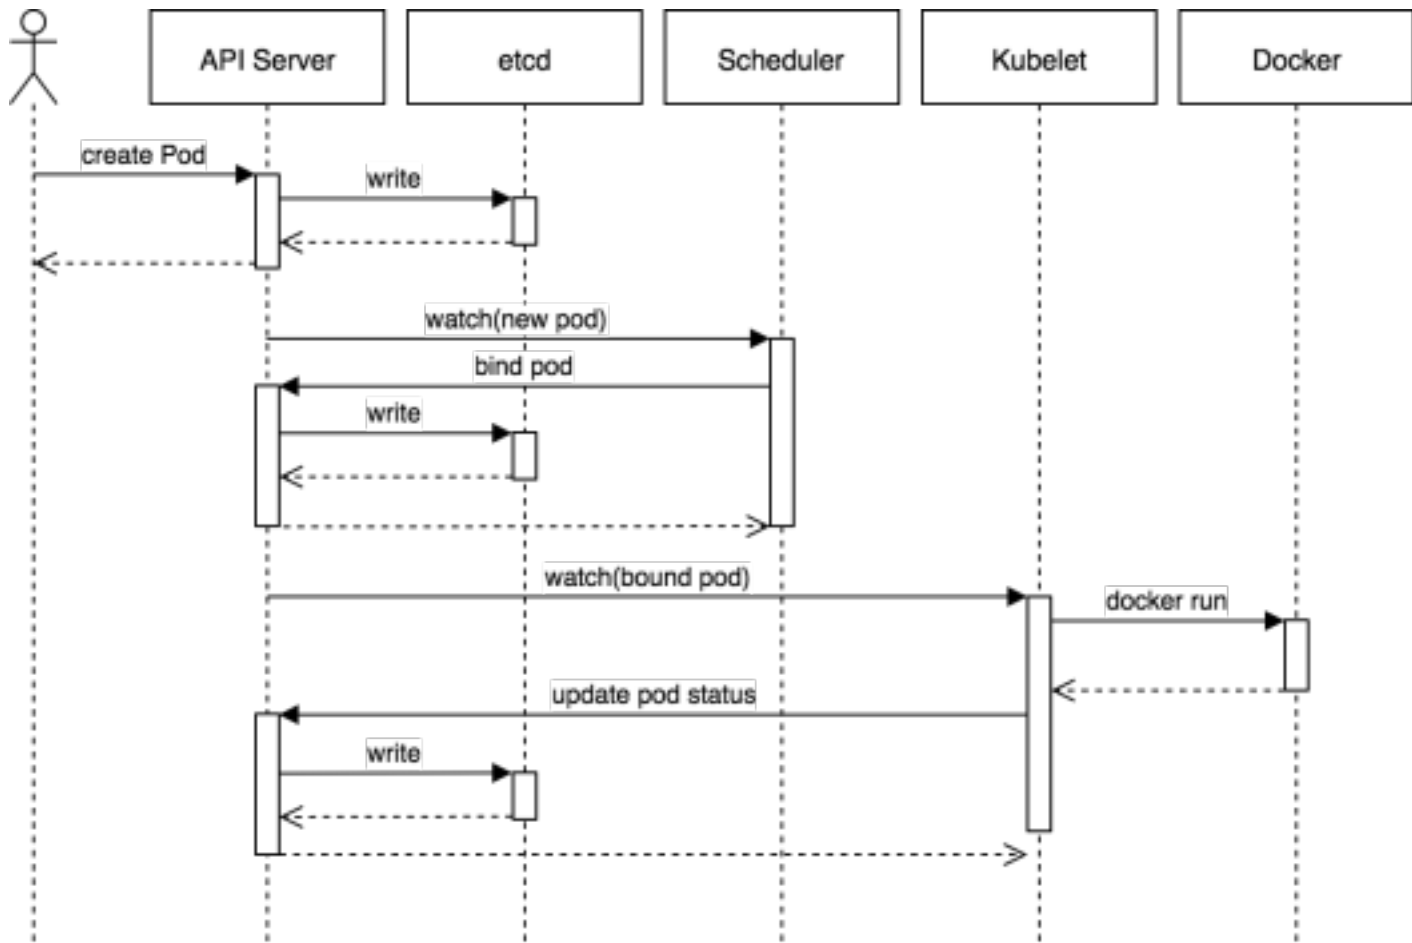 API Server
etcd
Scheduler
Kubelet
Docker
create Pod
write
watch(new pod)
bind pod
write
watch(bound pod)
docker run
update pod status
write